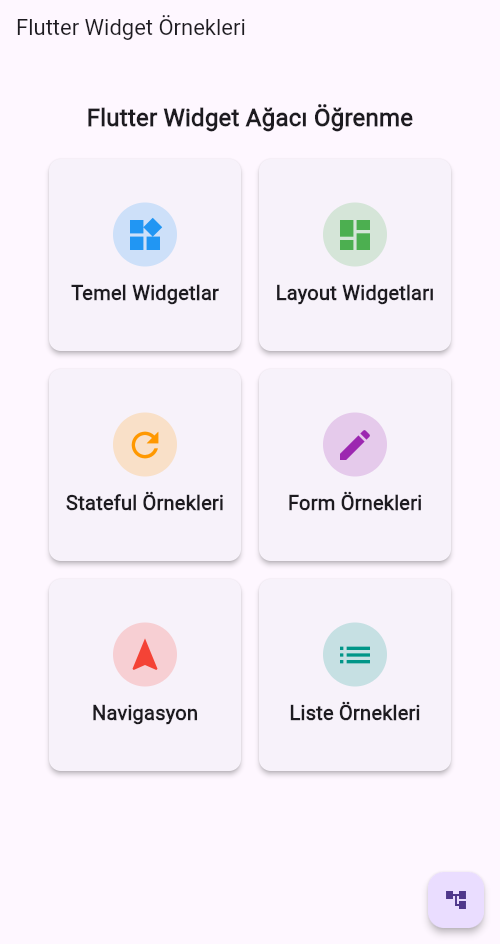 Flutter Widget Örnekleri
Flutter Widget Ağacı Öğrenme
Temel Widgetlar
Layout Widgetları
Stateful Örnekleri
Form Örnekleri
Navigasyon
Liste Örnekleri